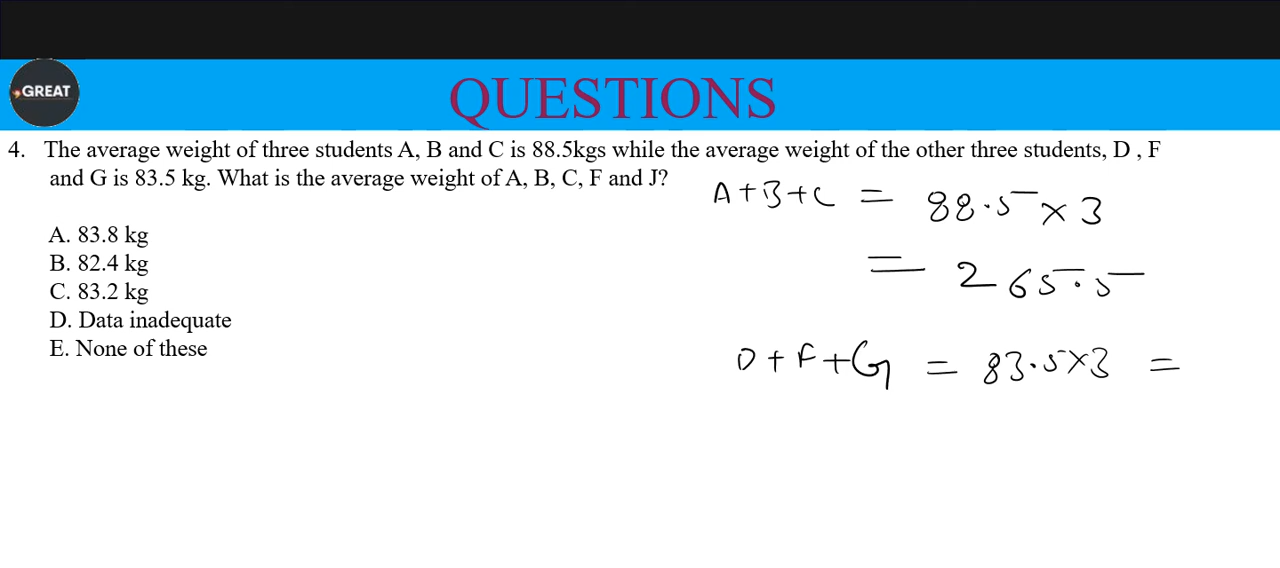 GREAT
QUESTIONS
4. The average weight of three students A, B and C is 88.5kgs while the average weight of the other three students, D , F
and G is 83.5 kg. What is the average weight of A, B, C, F and J?
A+B+C = 88.5 × 3
= 265.5
A. 83.8 kg
B. 82.4 kg
C. 83.2 kg
D. Data inadequate
E. None of these
D+F+G = 83.5×3 =